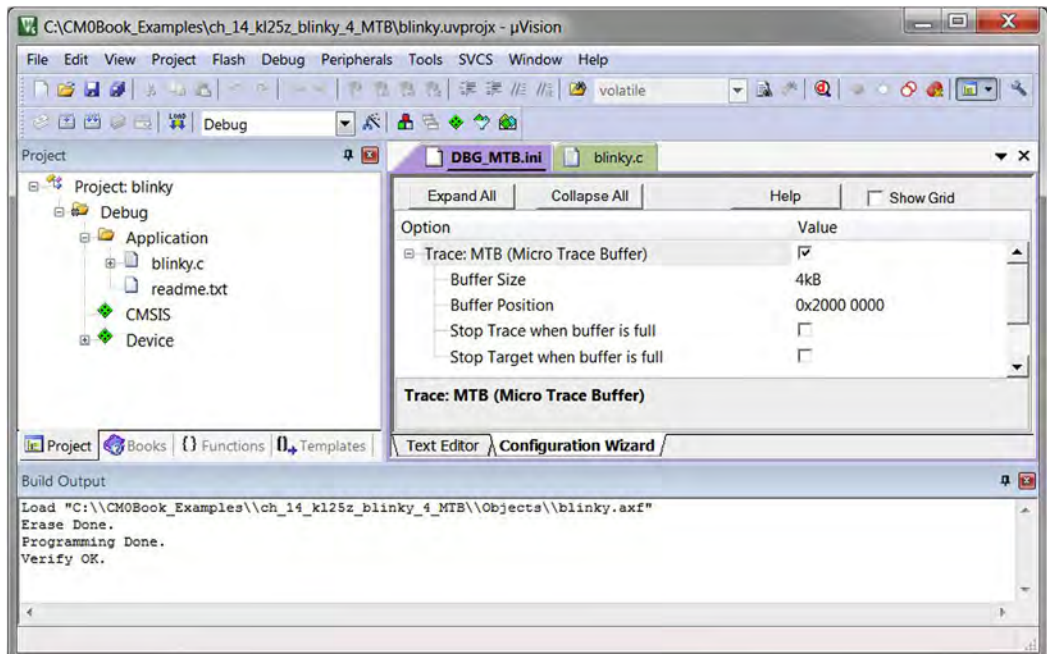 C:\CM0Book_Examples\ch_14_kl25z_blinky_4_MTB\blinky.uvprojx - µVision
File Edit View Project Flash Debug Peripherals Tools SVCS Window Help
volatile
LOAD Debug
Project
DBG_MTB.ini blinky.c
Project: blinky
Debug
Application
blinky.c
readme.txt
CMSIS
Device
Expand All Collapse All Help Show Grid
Option Value
Trace: MTB (Micro Trace Buffer)
Buffer Size 4kB
Buffer Position 0x2000 0000
Stop Trace when buffer is full
Stop Target when buffer is full
Trace: MTB (Micro Trace Buffer)
Project Books {} Functions 0 Templates
Text Editor Configuration Wizard
Build Output
Load "C:\\CM0Book_Examples\\ch_14_kl25z_blinky_4_MTB\\Objects\\blinky.axf"
Erase Done.
Programming Done.
Verify OK.